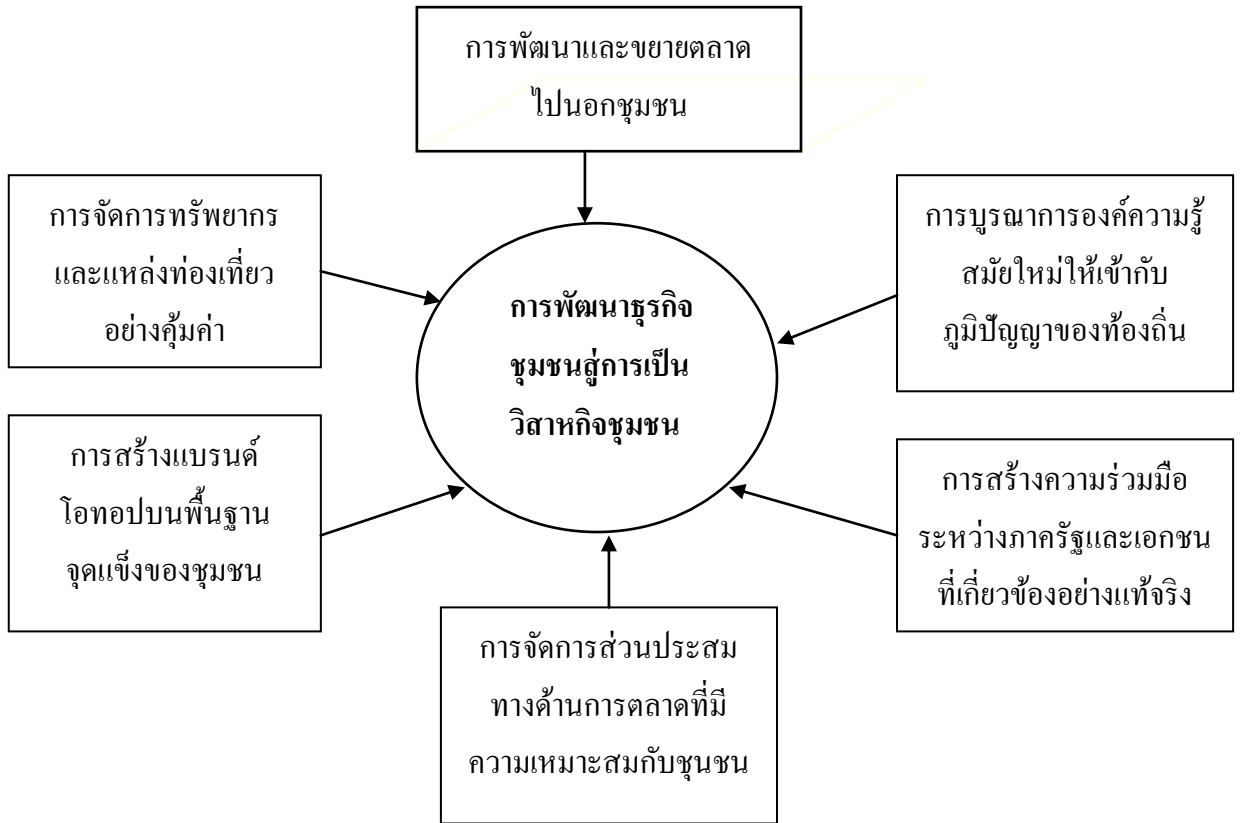 การพัฒนาและขยายตลาด
ไปนอกชุมชน
การจัดการทรัพยากร
และแหล่งท่องเที่ยว
อย่างคุ้มค่า
การบูรณาการองค์ความรู้
สมัยใหม่ให้เข้ากับ
ภูมิปัญญาของท้องถิ่น
การพัฒนาธุรกิจ
ชุมชนสู่การเป็น
วิสาหกิจชุมชน
การสร้างแบรนด์
โอทอปบนพื้นฐาน
จุดแข็งของชุมชน
การสร้างความร่วมมือ
ระหว่างภาครัฐและเอกชน
ที่เกี่ยวข้องอย่างแท้จริง
การจัดการส่วนประสม
ทางด้านการตลาดที่มี
ความเหมาะสมกับชุนชน